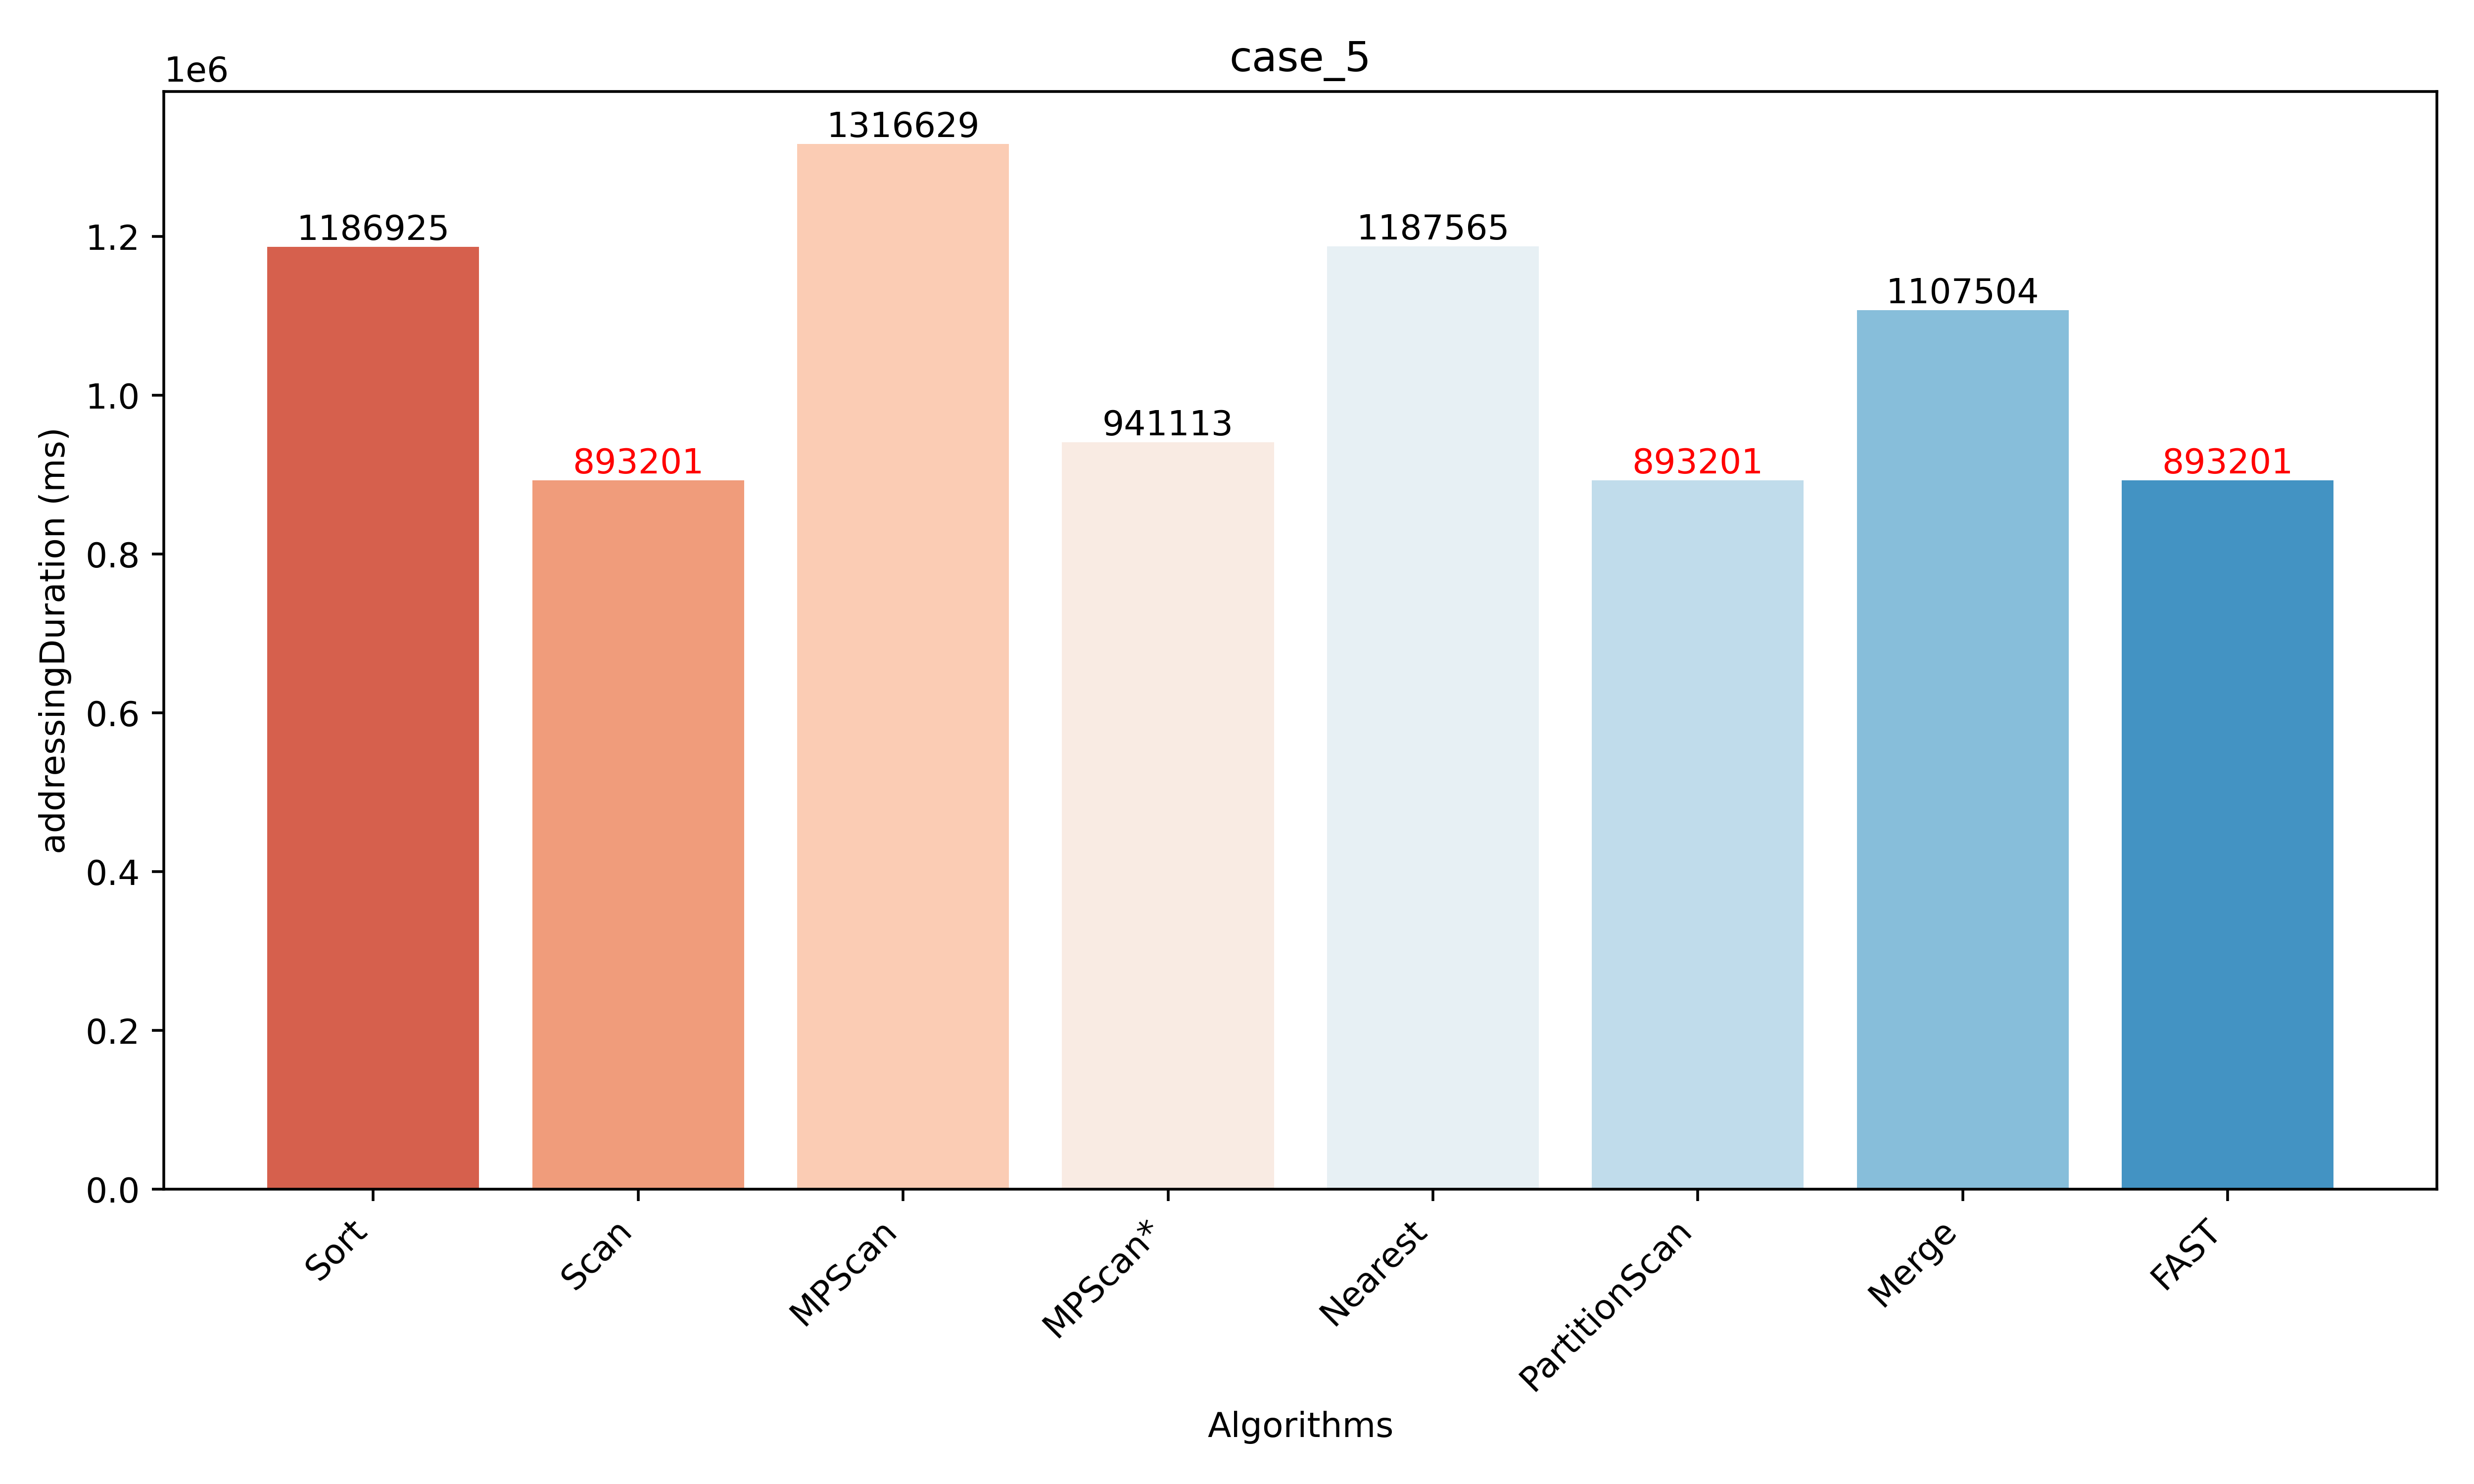 case_5
1e6
1316629
1186925
1187565
1107504
941113
893201
893201
893201
1.2
1.0
0.8
0.6
0.4
0.2
0.0
addressingDuration (ms)
Sort
Scan
MPScan
MPScan*
Nearest
PartitionScan
Merge
FAST
Algorithms